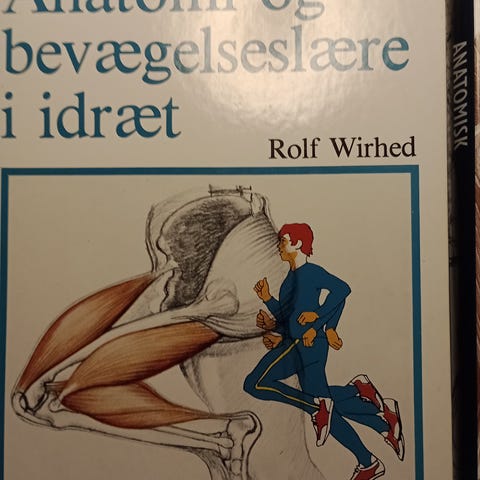 Anatomi og
bevægelseslære
i idræt
Rolf Wirhed
ANATOMISK